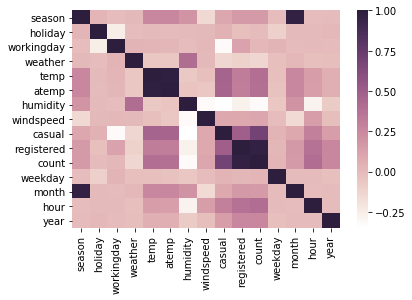 season
holiday
workingday
weather
temp
atemp
humidity
windspeed
casual
registered
count
weekday
month
hour
year
season
holiday
workingday
weather
temp
atemp
humidity
windspeed
casual
registered
count
weekday
month
hour
year
1.00
0.75
0.50
0.25
0.00
−0.25